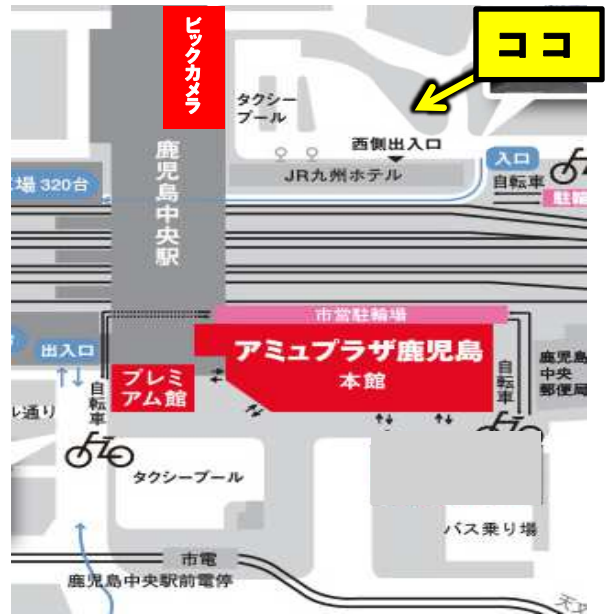 ビックカメラ
ココ
タクシー
プール
西側出入口
JR九州ホテル
入口
自転車
場 320台
鹿児島中央駅
市営駐輪場
アミュプラザ鹿児島
本館
プレミ
アム館
出入口
自転車
自転車
鹿児島
中央
郵便局
ル通り
タクシープール
バス乗り場
市電
鹿児島中央駅前電停